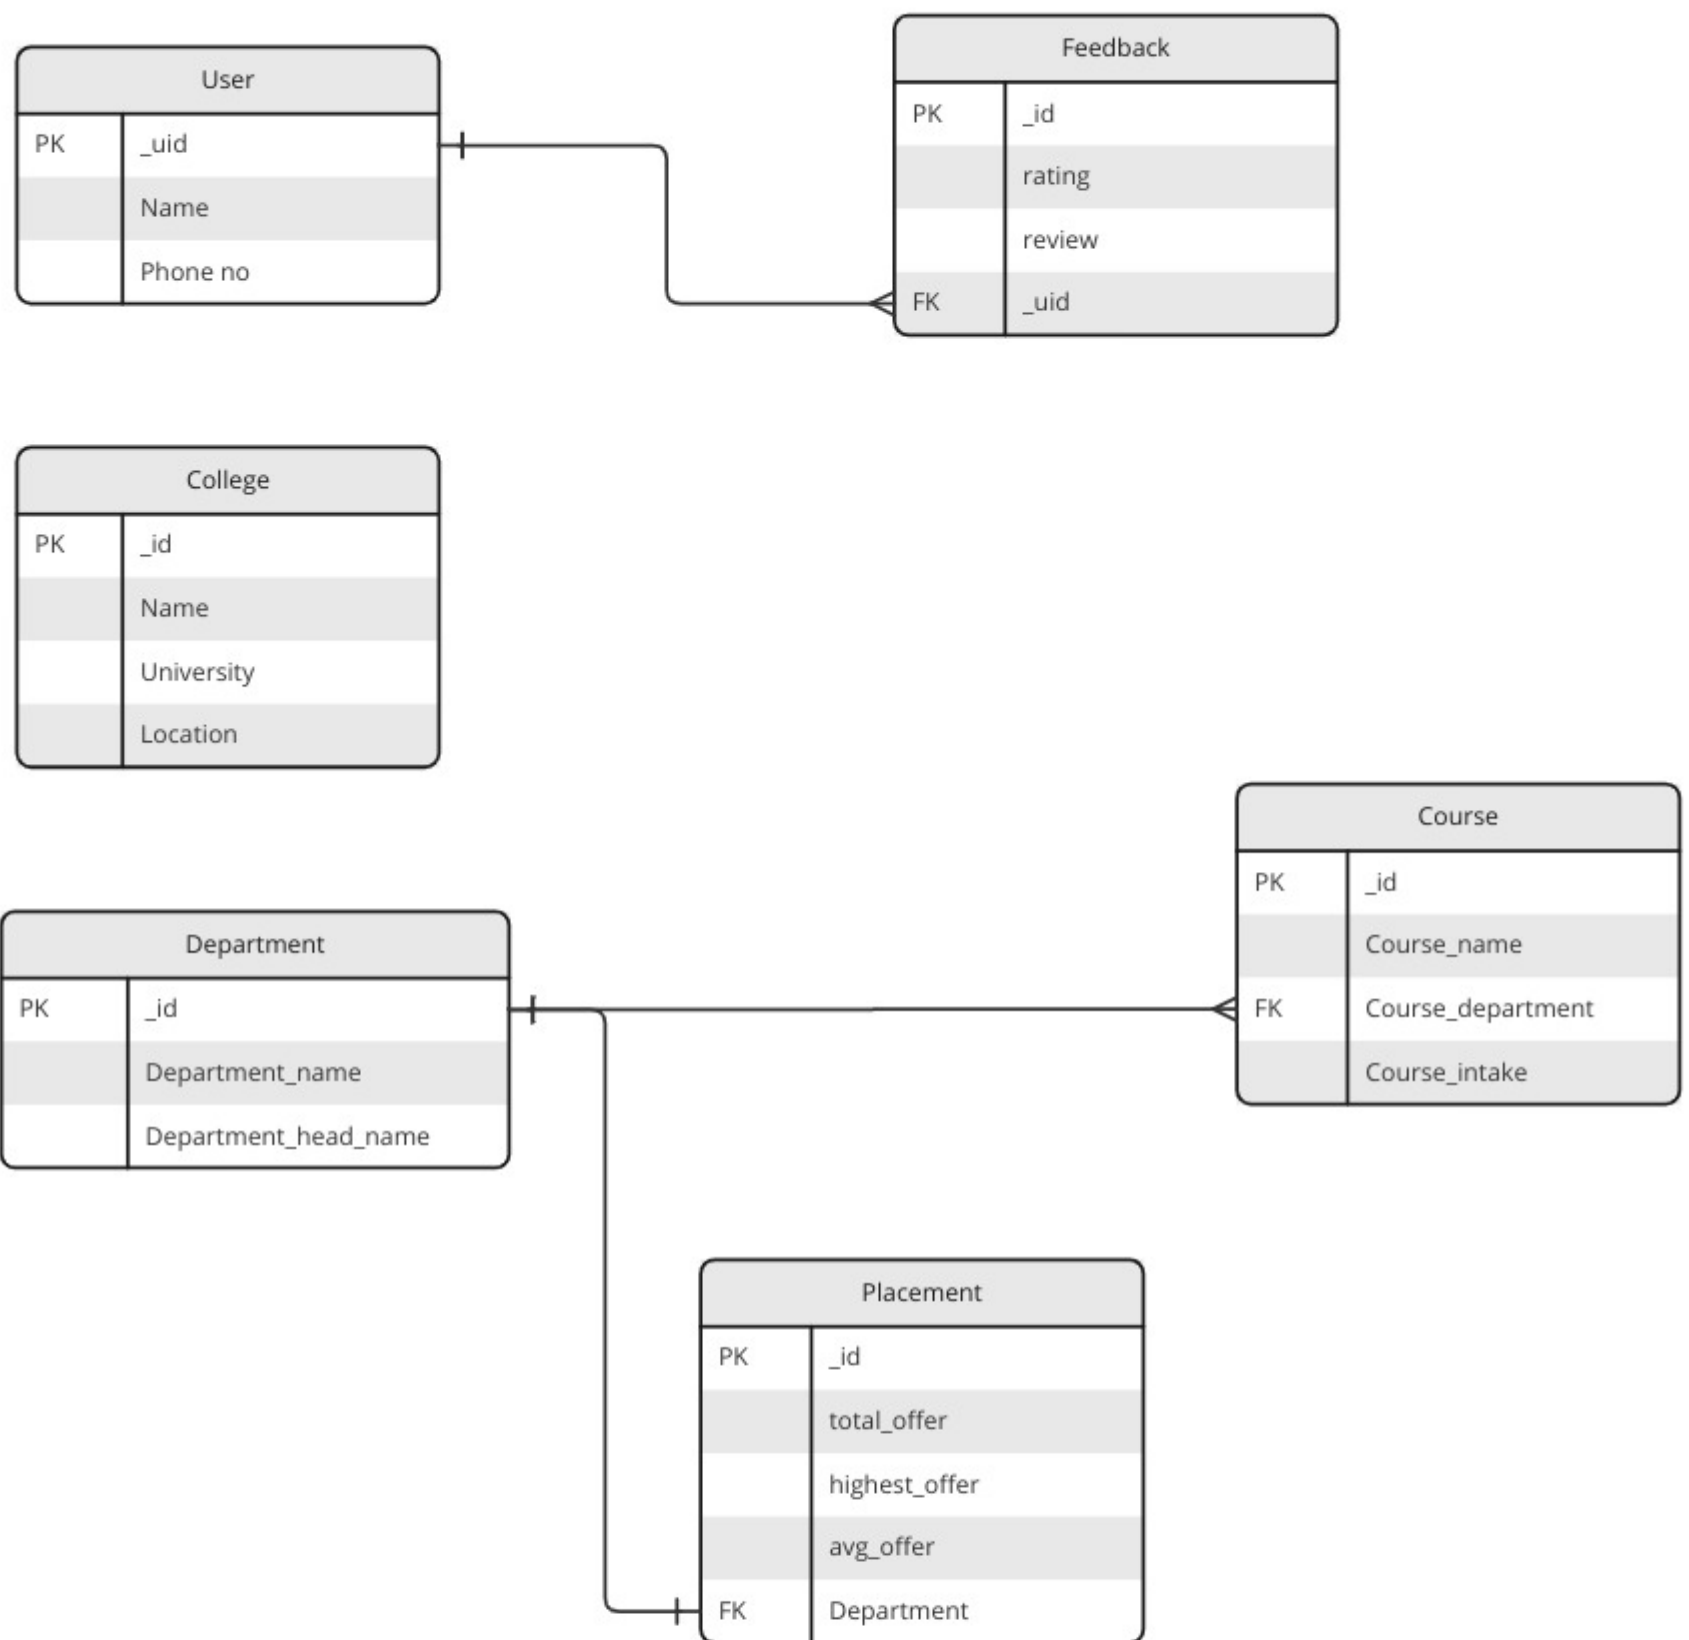 User
PK _uid
Name
Phone no
Feedback
PK _id
rating
review
FK _uid
College
PK _id
Name
University
Location
Course
PK _id
Course_name
FK Course_department
Course_intake
Department
PK _id
Department_name
Department_head_name
Placement
PK _id
total_offer
highest_offer
avg_offer
FK Department